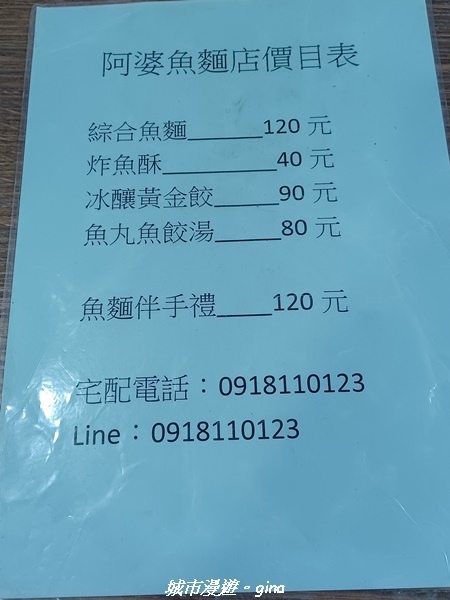 阿婆魚麵店價目表
綜合魚麵______120 元
炸魚酥_________40 元
冰釀黃金餃_____90 元
魚丸魚餃湯_____80 元
魚麵伴手禮____120 元
宅配電話：0918110123
Line：0918110123
城市漫遊。gina